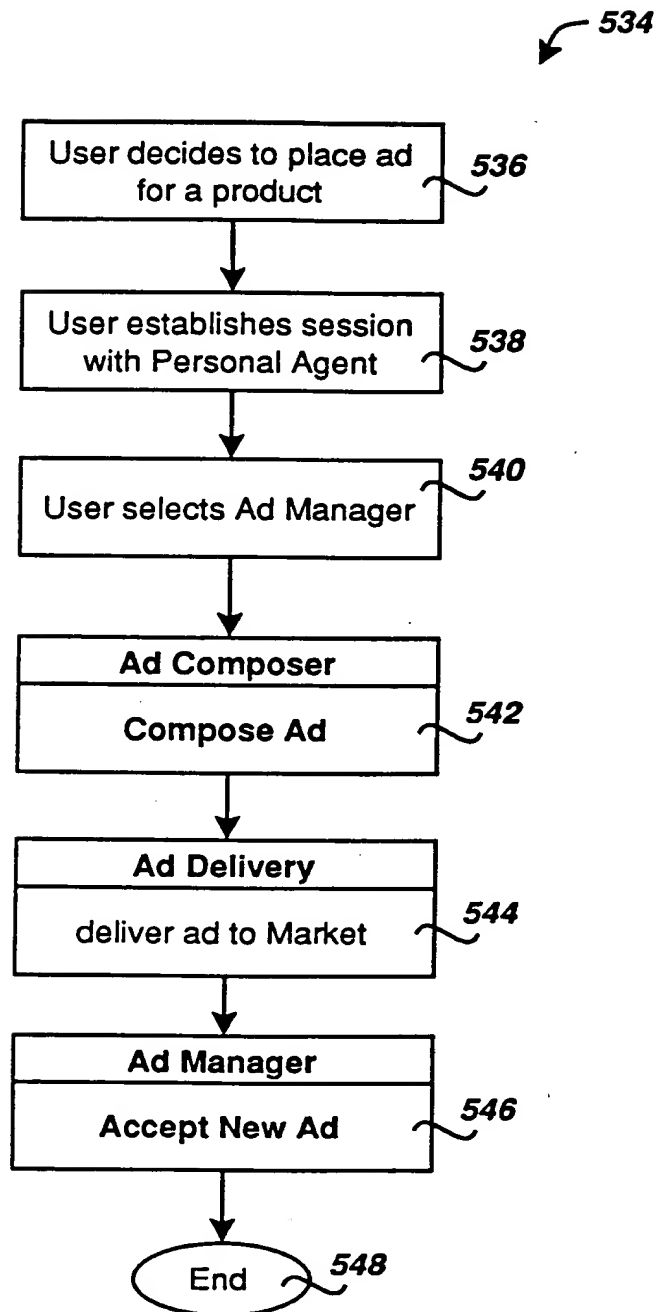 534
User decides to place ad
for a product
536
User establishes session
with Personal Agent
538
540
User selects Ad Manager
Ad Composer
Compose Ad
542
Ad Delivery
deliver ad to Market
544
Ad Manager
Accept New Ad
546
End
548